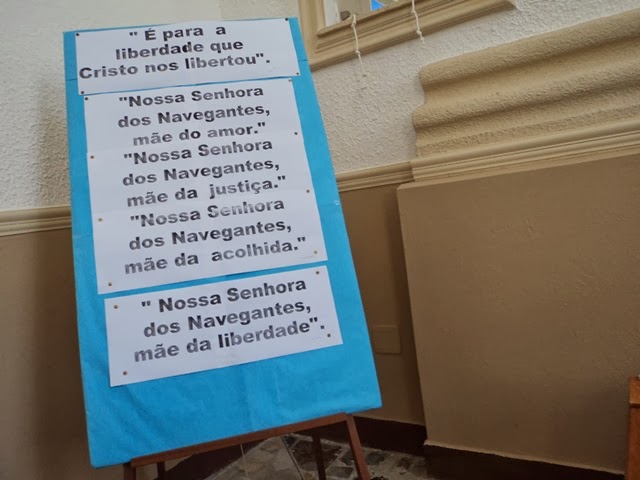 " É para a
liberdade que
Cristo nos libertou".
"Nossa Senhora
dos Navegantes,
mãe do amor."
"Nossa Senhora
dos Navegantes,
mãe da justiça."
"Nossa Senhora
dos Navegantes,
mãe da acolhida."
" Nossa Senhora
dos Navegantes,
mãe da liberdade".